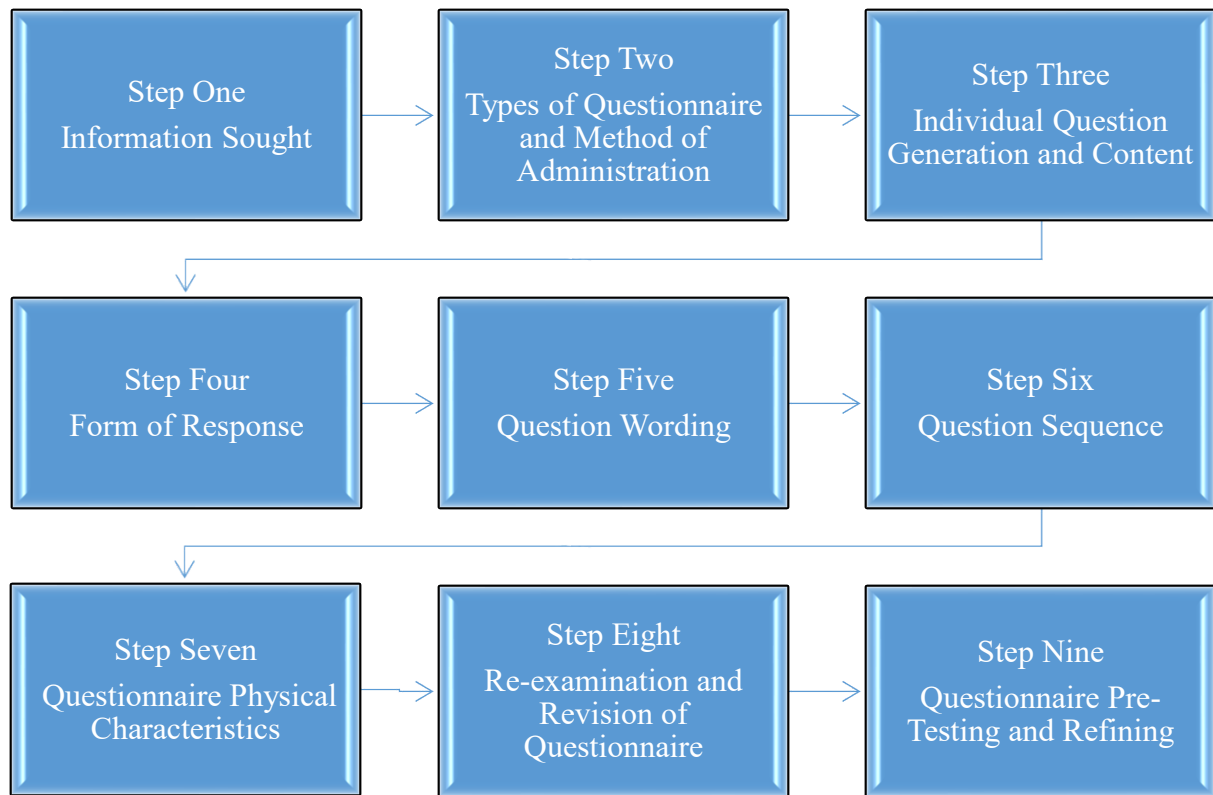 Step One
Information Sought
Step Two
Types of Questionnaire
and Method of
Administration
Step Three
Individual Question
Generation and Content
Step Four
Form of Response
Step Five
Question Wording
Step Six
Question Sequence
Step Seven
Questionnaire Physical
Characteristics
Step Eight
Re-examination and
Revision of
Questionnaire
Step Nine
Questionnaire Pre-
Testing and Refining